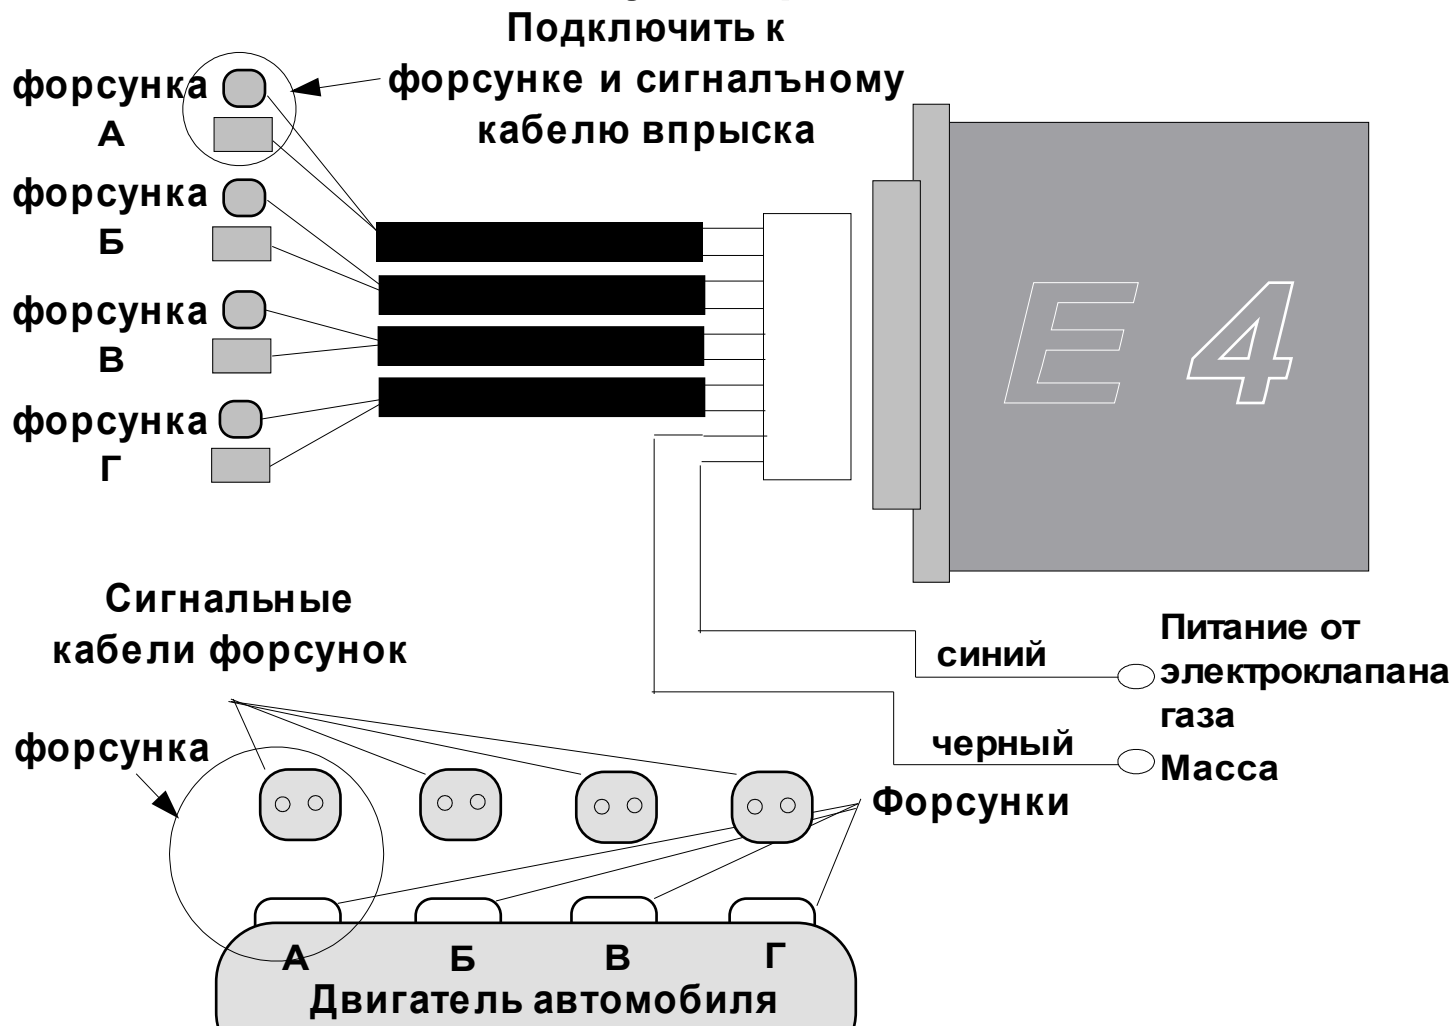 Подключить к
форсунке и сигналъному
кабелю впрыска
форсунка
А
форсунка
Б
форсунка
В
форсунка
Г
E 4
Сигнальные
кабели форсунок
форсунка
синий
Питание от
электроклапана
газа
черный
Масса
Форсунки
А
Б
В
Г
Двигатель автомобиля